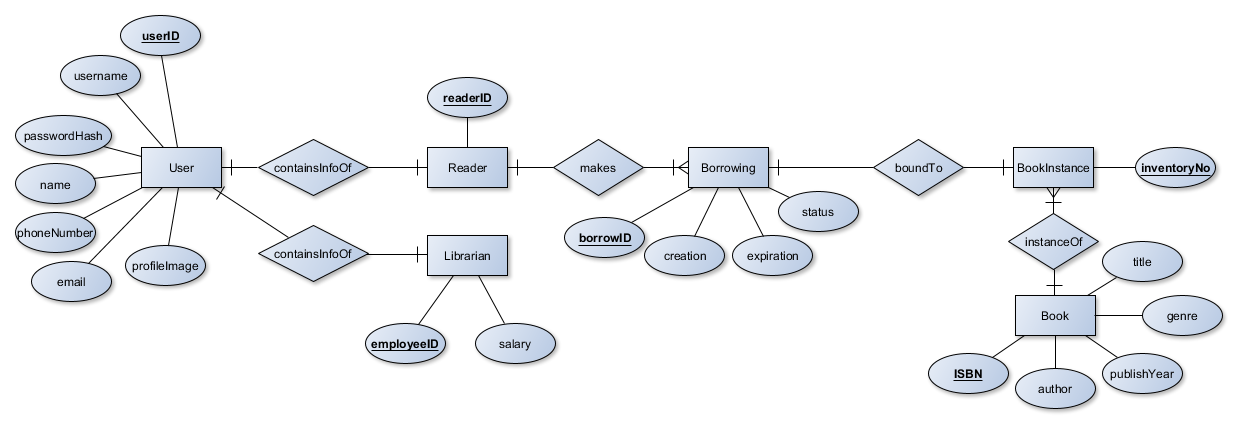 userID
username
passwordHash
name
phoneNumber
email
profileImage
User
containsInfoOf
readerID
Reader
makes
Borrowing
boundTo
BookInstance
inventoryNo
containsInfoOf
Librarian
employeeID
salary
borrowID
creation
expiration
status
instanceOf
Book
title
genre
publishYear
author
ISBN